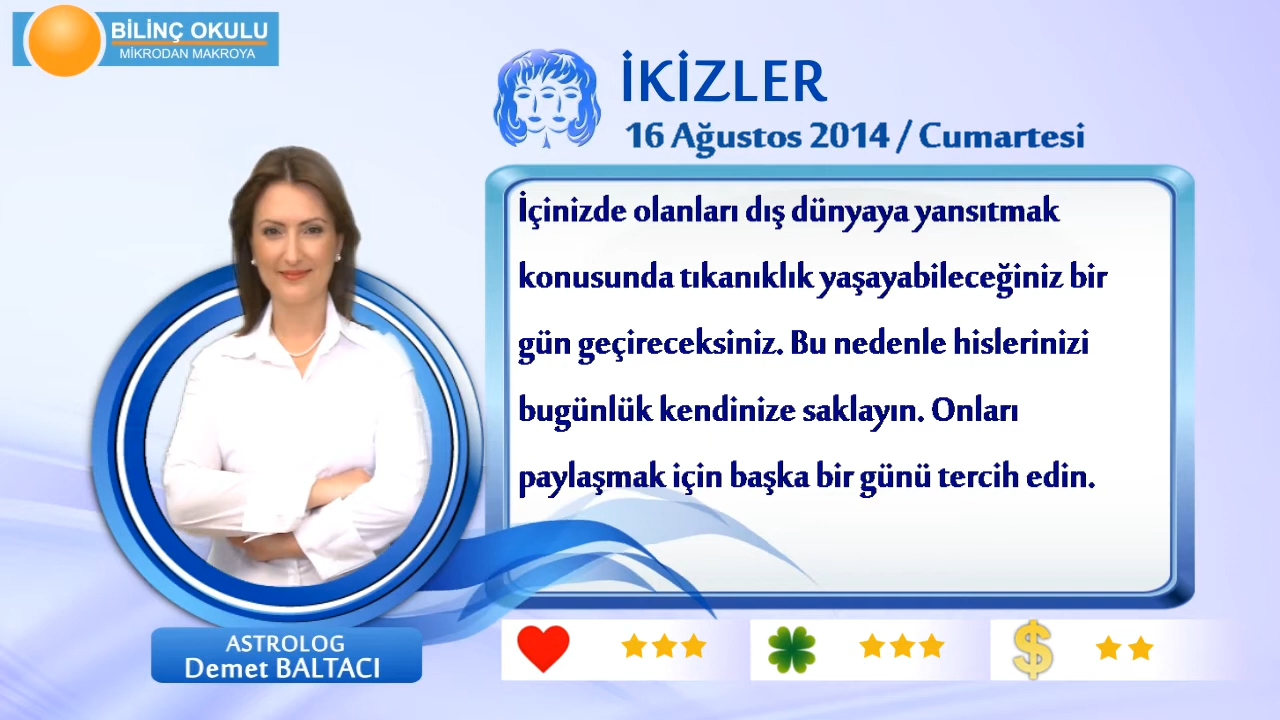 BİLİNÇ OKULU
MİKRODAN MAKROYA
İKİZLER
16 Ağustos 2014 / Cumartesi
İçinizde olanları dış dünyaya yansıtmak
konusunda tıkanıklık yaşayabileceğiniz bir
gün geçireceksiniz. Bu nedenle hislerinizi
bugünlük kendinize saklayın. Onları
paylaşmak için başka bir günü tercih edin.
ASTROLOG
Demet BALTACI
$